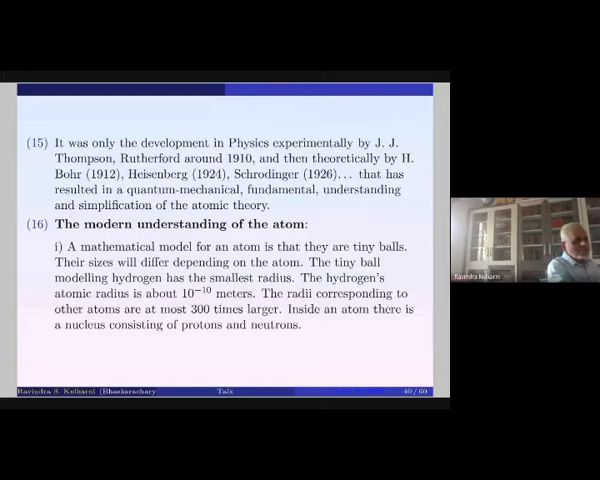 (15) It was only the development in Physics experimentally by J. J.
Thompson, Rutherford around 1910, and then theoretically by H.
Bohr (1912), Heisenberg (1924), Schrodinger (1926)... that has
resulted in a quantum-mechanical, fundamental, understanding
and simplification of the atomic theory.
(16) The modern understanding of the atom:
i) A mathematical model for an atom is that they are tiny balls.
Their sizes will differ depending on the atom. The tiny ball
modelling hydrogen has the smallest radius. The hydrogen's
atomic radius is about 10⁻¹⁰ meters. The radii corresponding to
other atoms are at most 300 times larger. Inside an atom there is
a nucleus consisting of protons and neutrons.
Ravindra S. Kulkarni (Bhaskarachary
Talk
40 / 60
Ravindra Kulkarni